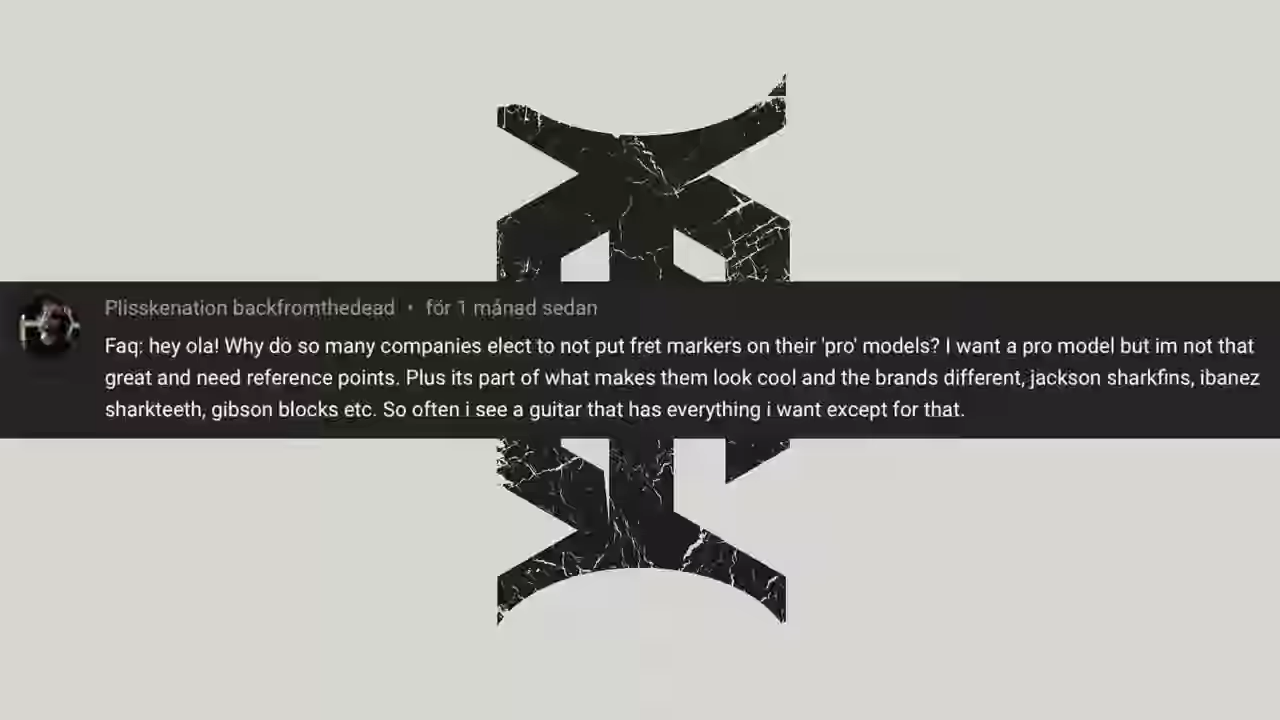 Plisskenation backfromthedead • för 1 månad sedan
Faq: hey ola! Why do so many companies elect to not put fret markers on their 'pro' models? I want a pro model but im not that
great and need reference points. Plus its part of what makes them look cool and the brands different, jackson sharkfins, ibanez
sharkteeth, gibson blocks etc. So often i see a guitar that has everything i want except for that.